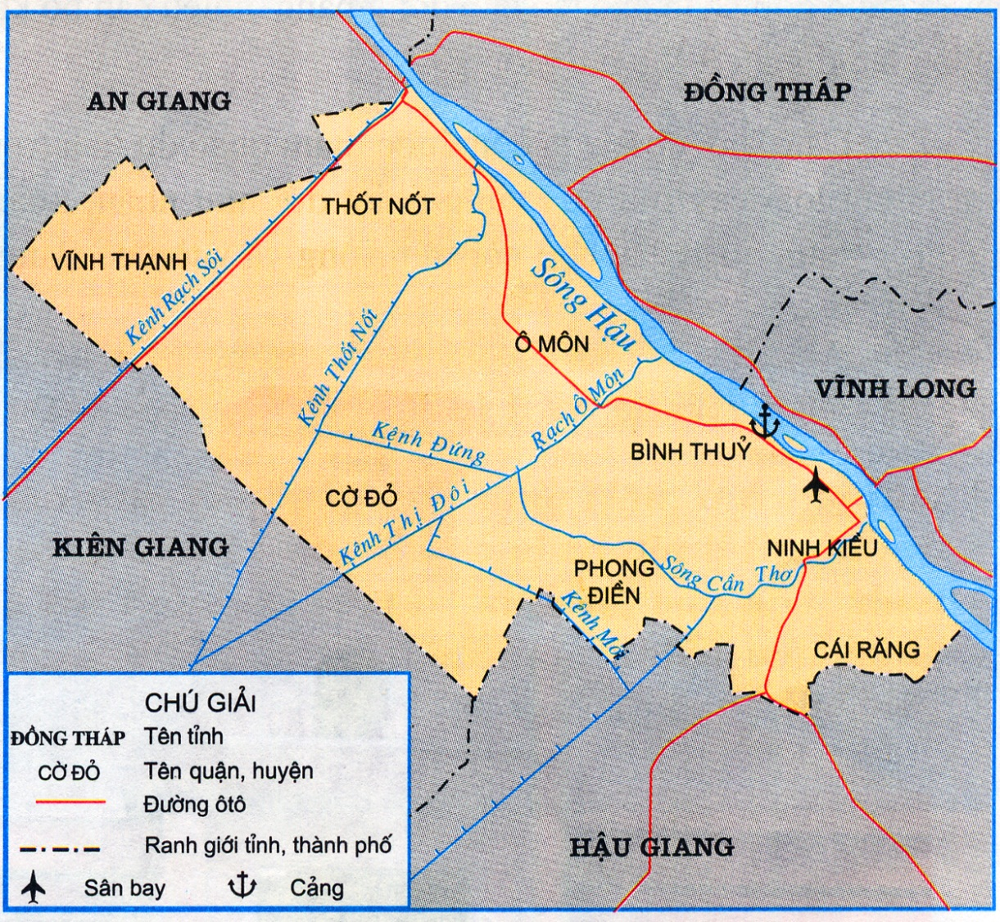 AN GIANG
ĐỒNG THÁP
THỐT NỐT
VĨNH THẠNH
Kênh Rạch Sỏi
Sông Hậu
Kênh Thốt Nốt
Ô MÔN
Rạch Ô Môn
VĨNH LONG
Kênh Đứng
BÌNH THUỶ
CỜ ĐỎ
Kênh Thị Đôi
KIÊN GIANG
NINH KIỀU
PHONG
ĐIỀN
Sông Cần Thơ
Kênh Mới
CÁI RĂNG
HẬU GIANG
CHÚ GIẢI
ĐỒNG THÁP Tên tỉnh
CỜ ĐỎ Tên quận, huyện
Đường ôtô
Ranh giới tỉnh, thành phố
Sân bay Cảng